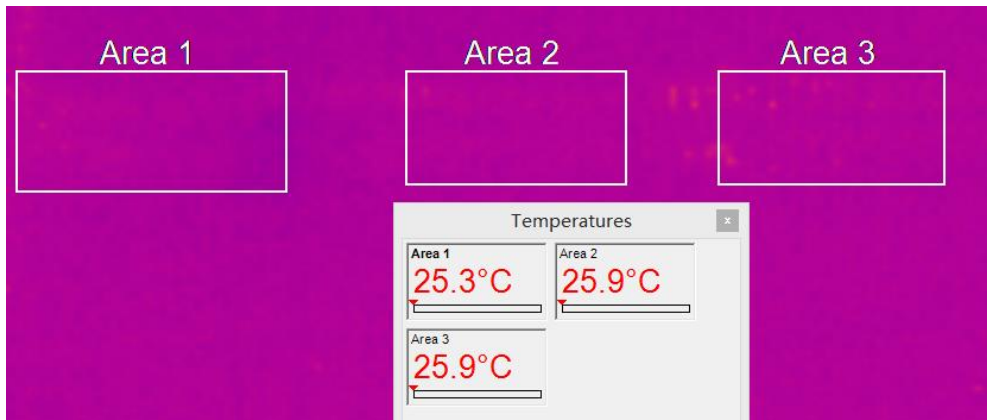 Area 1
Area 2
Area 3
Temperatures
x
Area 1
Area 2
25.3°C
25.9°C
Area 3
25.9°C